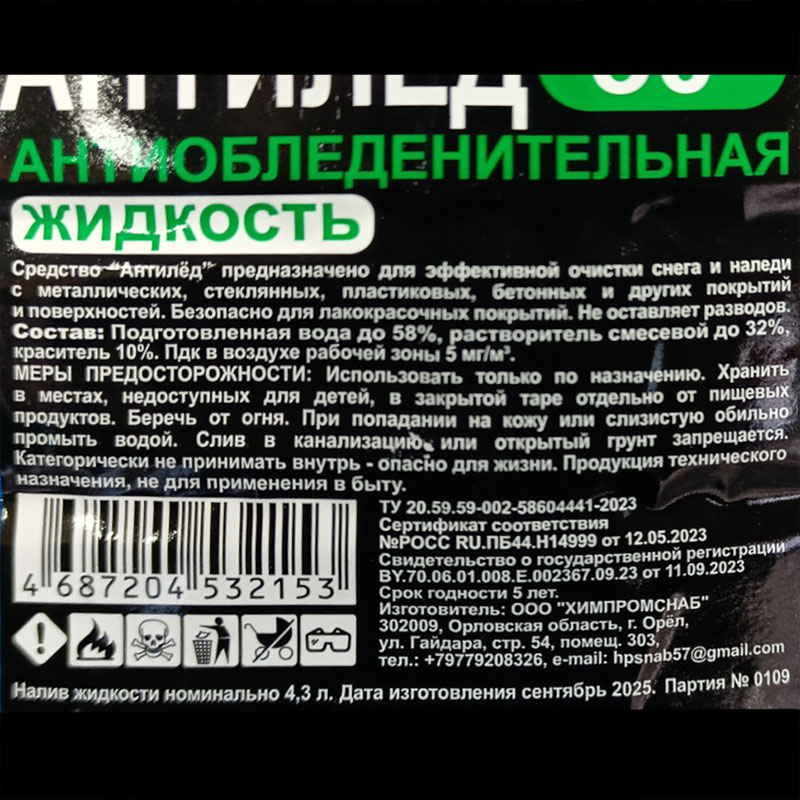 АНТИЛЁД
АНТИОБЛЕДЕНИТЕЛЬНАЯ
ЖИДКОСТЬ
Средство "Антилёд" предназначено для эффективной очистки снега и наледи
с металлических, стеклянных, пластиковых, бетонных и других покрытий
и поверхностей. Безопасно для лакокрасочных покрытий. Не оставляет разводов.
Состав: Подготовленная вода до 58%, растворитель смесевой до 32%,
краситель 10%. Пдк в воздухе рабочей зоны 5 мг/м³.
МЕРЫ ПРЕДОСТОРОЖНОСТИ: Использовать только по назначению. Хранить
в местах, недоступных для детей, в закрытой таре отдельно от пищевых
продуктов. Беречь от огня. При попадании на кожу или слизистую обильно
промыть водой. Слив в канализацию или открытый грунт запрещается.
Категорически не принимать внутрь - опасно для жизни. Продукция технического
назначения, не для применения в быту.
ТУ 20.59.59-002-58604441-2023
Сертификат соответствия
№РОСС RU.ПБ44.Н14999 от 12.05.2023
Свидетельство о государственной регистрации
BY.70.06.01.008.Е.002367.09.23 от 11.09.2023
Срок годности 5 лет.
Изготовитель: ООО "ХИМПРОМСНАБ"
302009, Орловская область, г. Орёл,
ул. Гайдара, стр. 54, помещ. 303,
тел.: +79779208326, e-mail: hpsnab57@gmail.com
4 687204 532153
Налив жидкости номинально 4,3 л. Дата изготовления сентябрь 2025. Партия № 0109